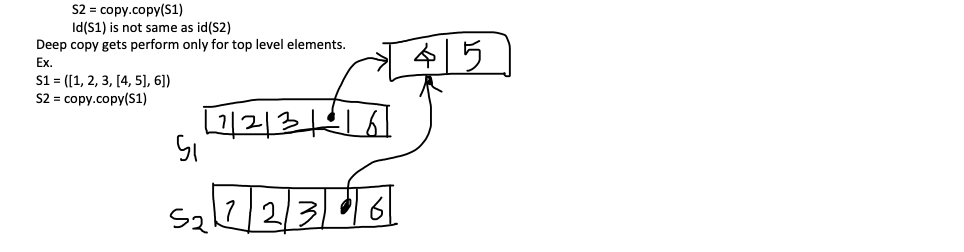 S2 = copy.copy(S1)
Id(S1) is not same as id(S2)
Deep copy gets perform only for top level elements.
Ex.
S1 = ([1, 2, 3, [4, 5], 6])
S2 = copy.copy(S1)
4 5
1 2 3 6
S1
S2 1 2 3 6